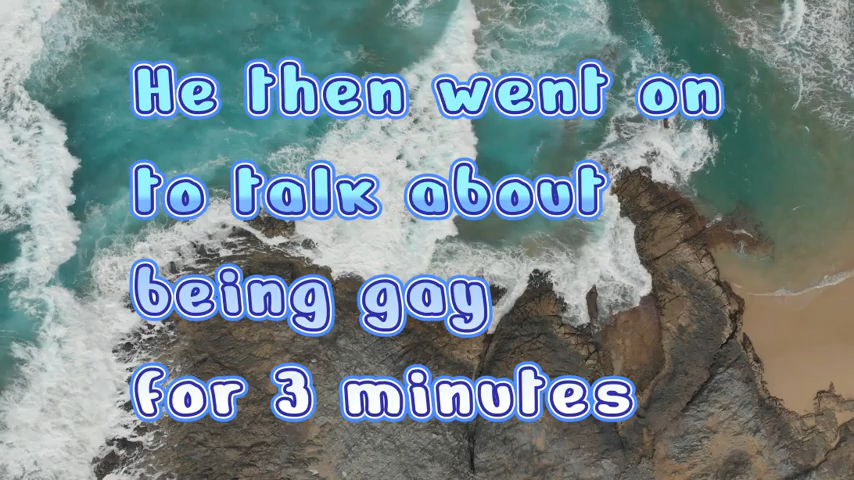 He then went on
to talk about
being gay
for 3 minutes